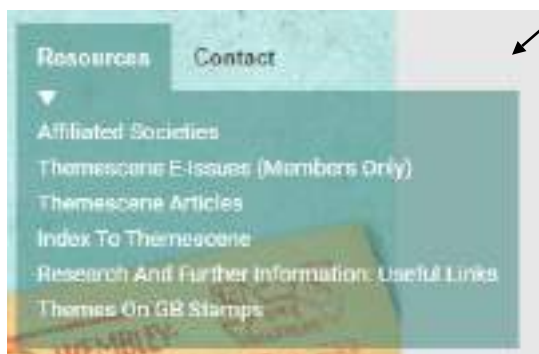 Resources Contact
Affiliated Societies
Themescene E-Issues (Members Only)
Themescene Articles
Index To Themescene
Research And Further Information: Useful Links
Themes On GB Stamps
WEMBLEY